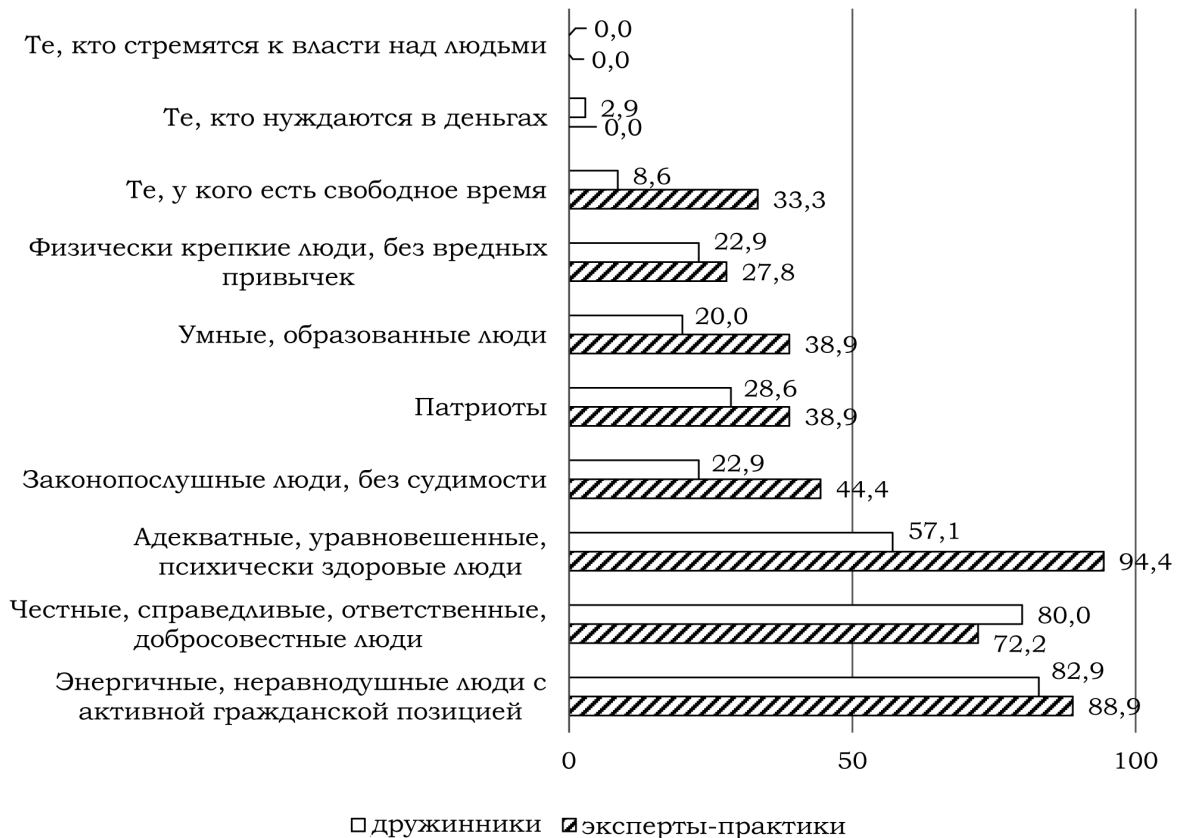 Те, кто стремятся к власти над людьми
0,0
0,0
Те, кто нуждаются в деньгах
2,9
0,0
Те, у кого есть свободное время
8,6
33,3
Физически крепкие люди, без вредных
привычек
22,9
27,8
Умные, образованные люди
20,0
38,9
Патриоты
28,6
38,9
Законопослушные люди, без судимости
22,9
44,4
Адекватные, уравновешенные,
психически здоровые люди
57,1
94,4
Честные, справедливые, ответственные,
добросовестные люди
80,0
72,2
Энергичные, неравнодушные люди с
активной гражданской позицией
82,9
88,9
0 50 100
дружинники эксперты-практики